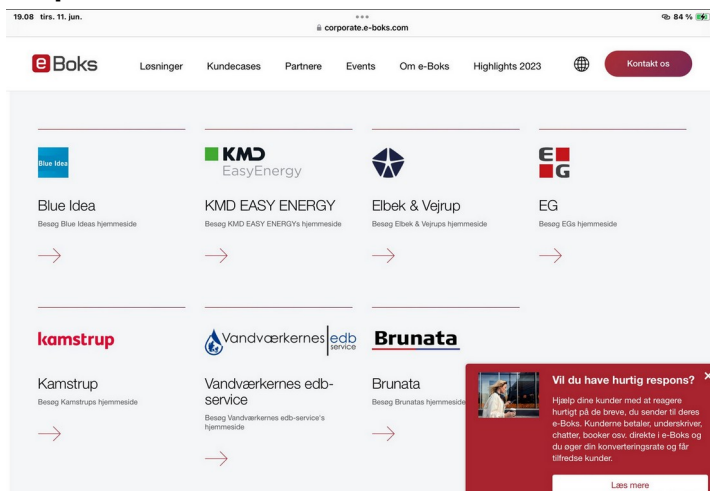 19.08 tirs. 11. jun.
84 %
corporate.e-boks.com
e Boks
Løsninger
Kundecases
Partnere
Events
Om e-Boks
Highlights 2023
Kontakt os
Blue Idea
KMD
EasyEnergy
E
G
Blue Idea
KMD EASY ENERGY
Elbek & Vejrup
EG
Besøg Blue Ideas hjemmeside
Besøg KMD EASY ENERGYs hjemmeside
Besøg Elbek & Vejrups hjemmeside
Besøg EGs hjemmeside
kamstrup
Vandværkernes edb
service
Brunata
Kamstrup
Besøg Kamstrups hjemmeside
Vandværkernes edb-
service
Besøg Vandværkernes edb-service's
hjemmeside
Brunata
Besøg Brunatas hjemmeside
Vil du have hurtig respons?
Hjælp dine kunder med at reagere
hurtigt på de breve, du sender til deres
e-Boks. Kunderne betaler, underskriver,
chatter, booker osv. direkte i e-Boks og
du øger din konverteringsrate og får
tilfredse kunder.
Læs mere